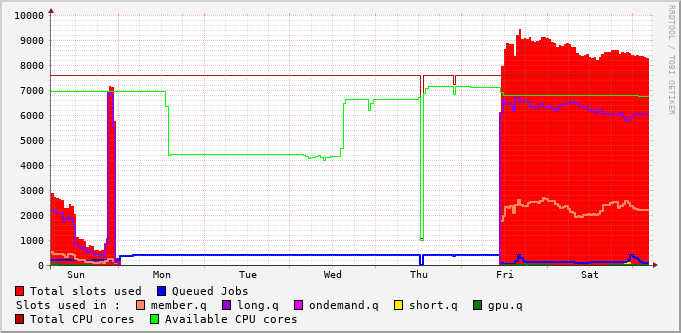 10000
9000
8000
7000
6000
5000
4000
3000
2000
1000
0
Sun Mon Tue Wed Thu Fri Sat
Total slots used Queued Jobs
Slots used in : member.q long.q ondemand.q short.q gpu.q
Total CPU cores Available CPU cores
RRDTOOL / TOBI OETIKER